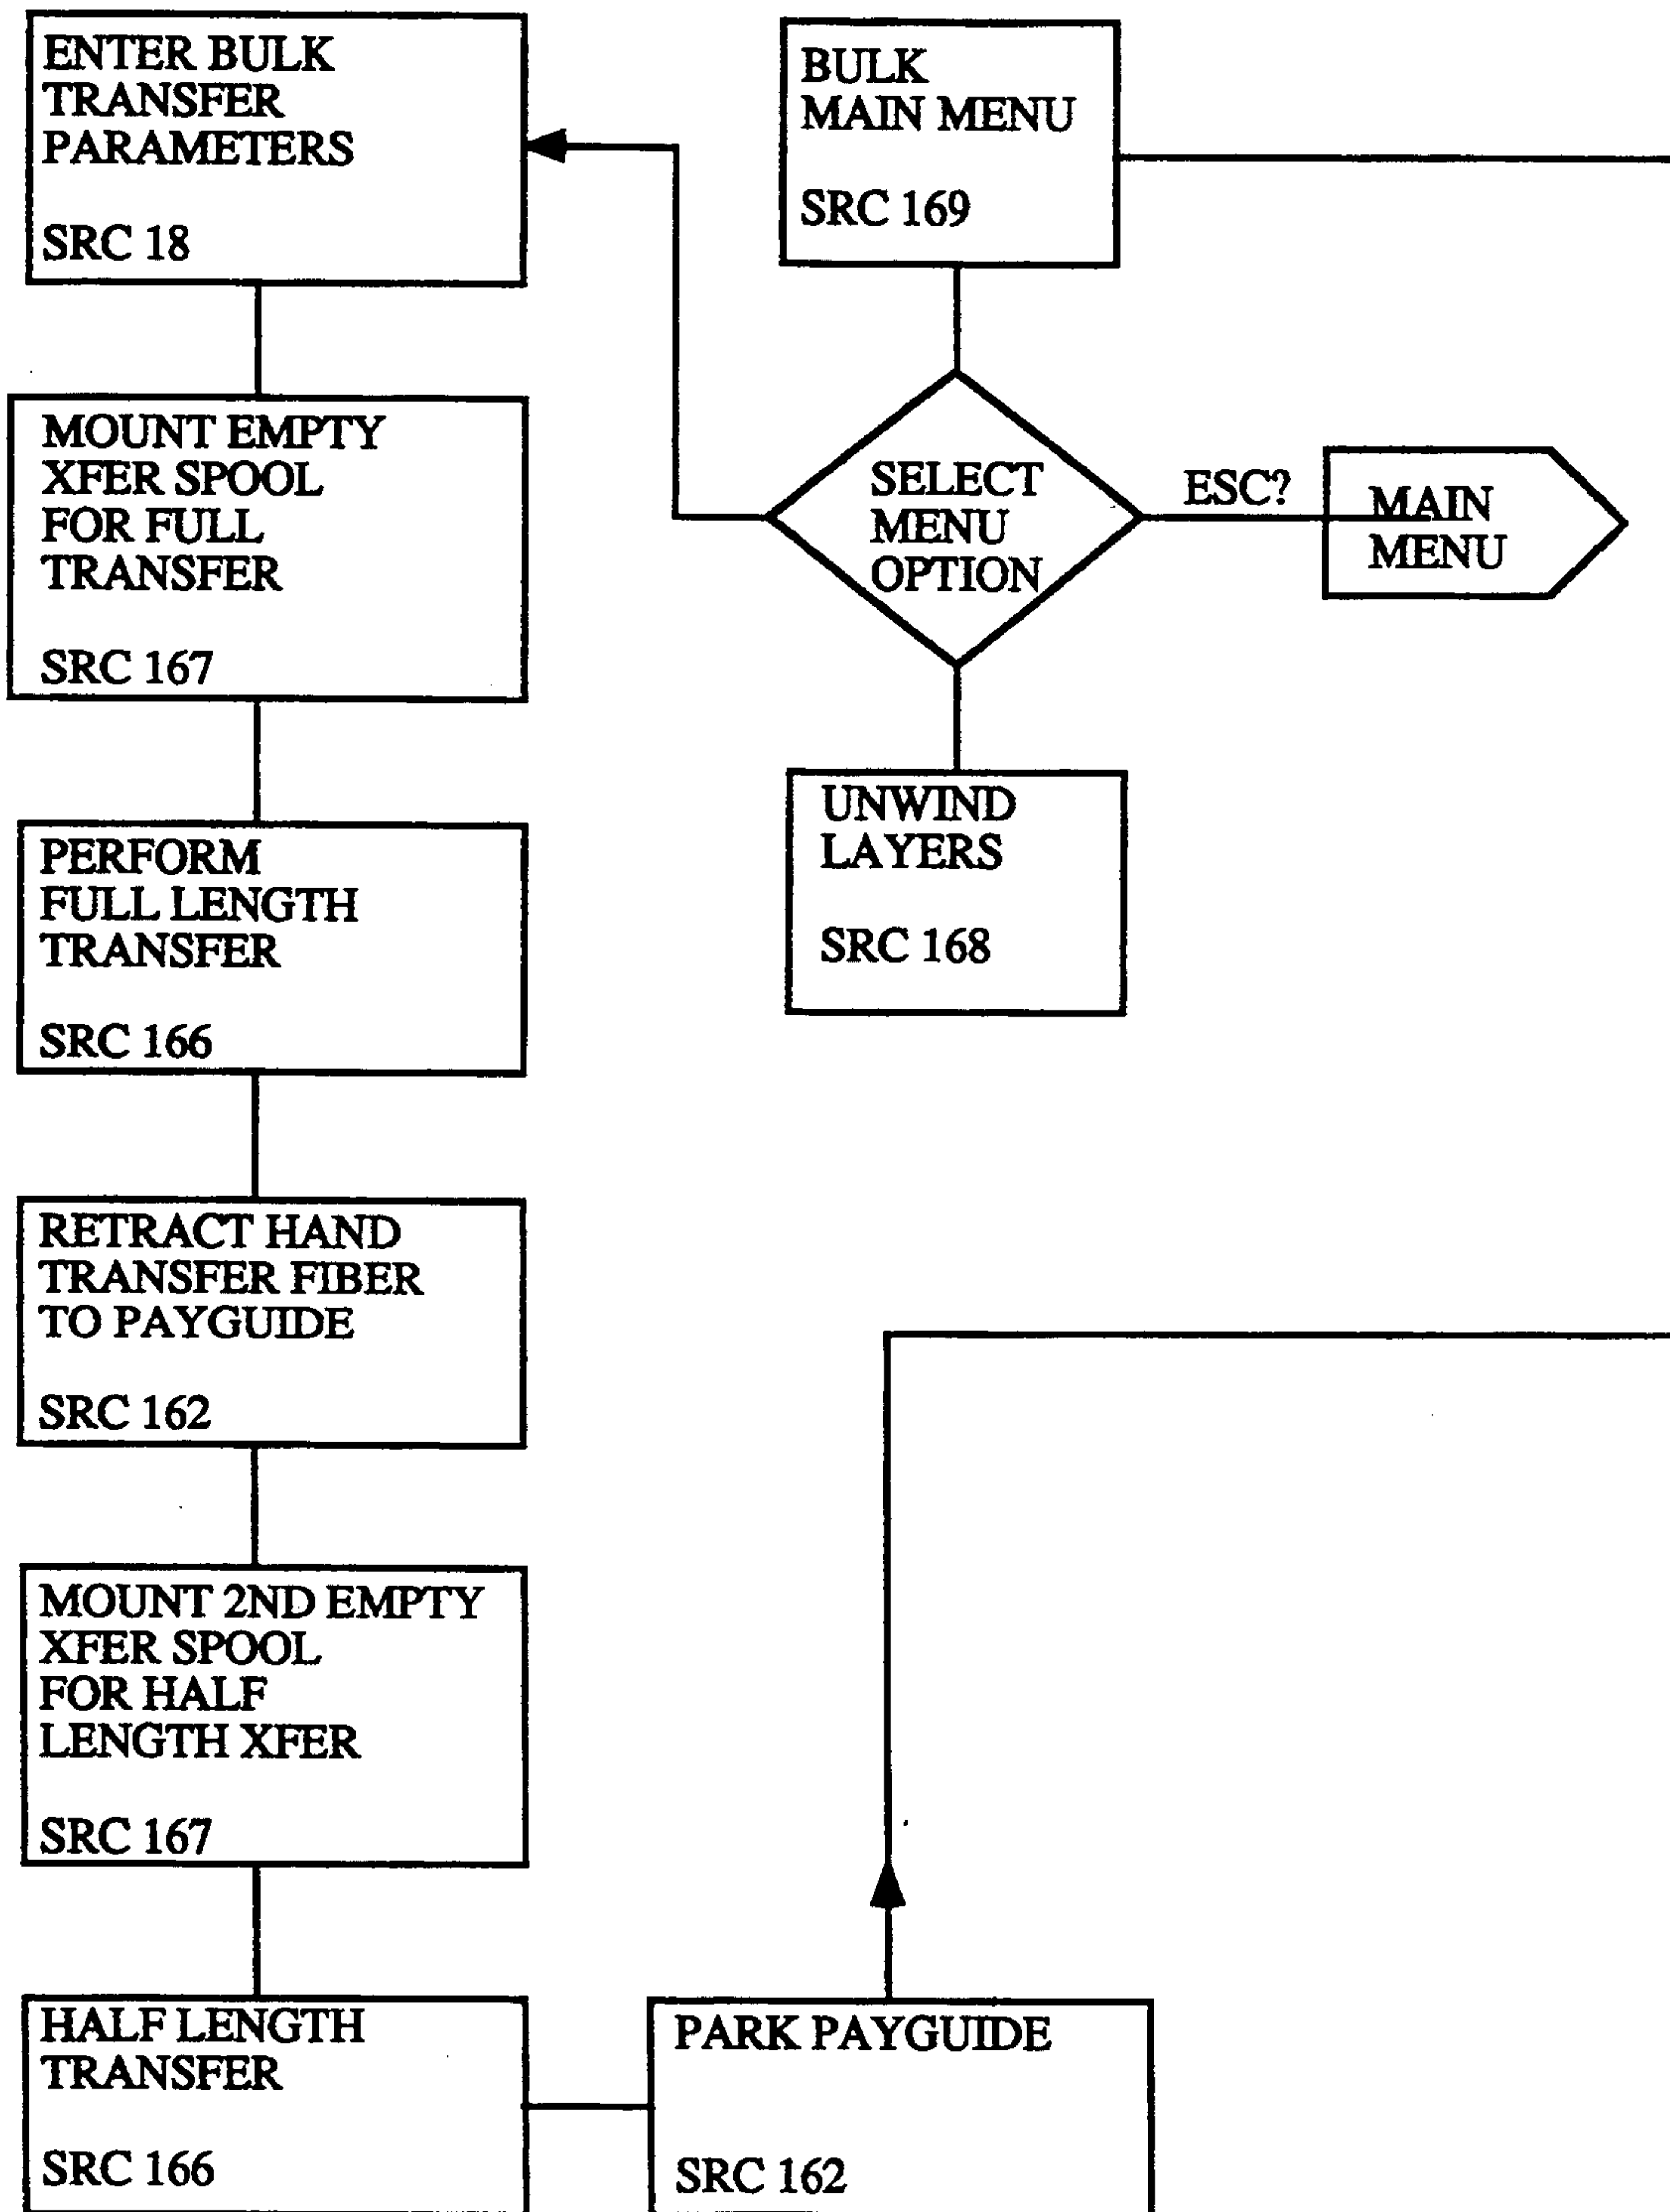 ENTER BULK
TRANSFER
PARAMETERS
SRC 18
BULK
MAIN MENU
SRC 169
SELECT
MENU
OPTION
ESC?
MAIN
MENU
UNWIND
LAYERS
SRC 168
MOUNT EMPTY
XFER SPOOL
FOR FULL
TRANSFER
SRC 167
PERFORM
FULL LENGTH
TRANSFER
SRC 166
RETRACT HAND
TRANSFER FIBER
TO PAYGUIDE
SRC 162
MOUNT 2ND EMPTY
XFER SPOOL
FOR HALF
LENGTH XFER
SRC 167
HALF LENGTH
TRANSFER
SRC 166
PARK PAYGUIDE
SRC 162